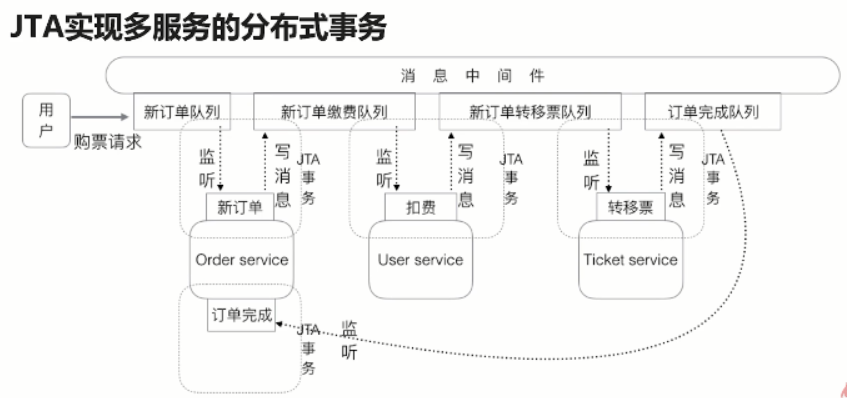 JTA实现多服务的分布式事务
消息中间件
用户
购票请求
新订单队列
新订单缴费队列
新订单转移票队列
订单完成队列
监听
写消息
JTA事务
监听
写消息
JTA事务
监听
写消息
JTA事务
新订单
扣费
转移票
Order service
User service
Ticket service
订单完成
JTA事务
监听